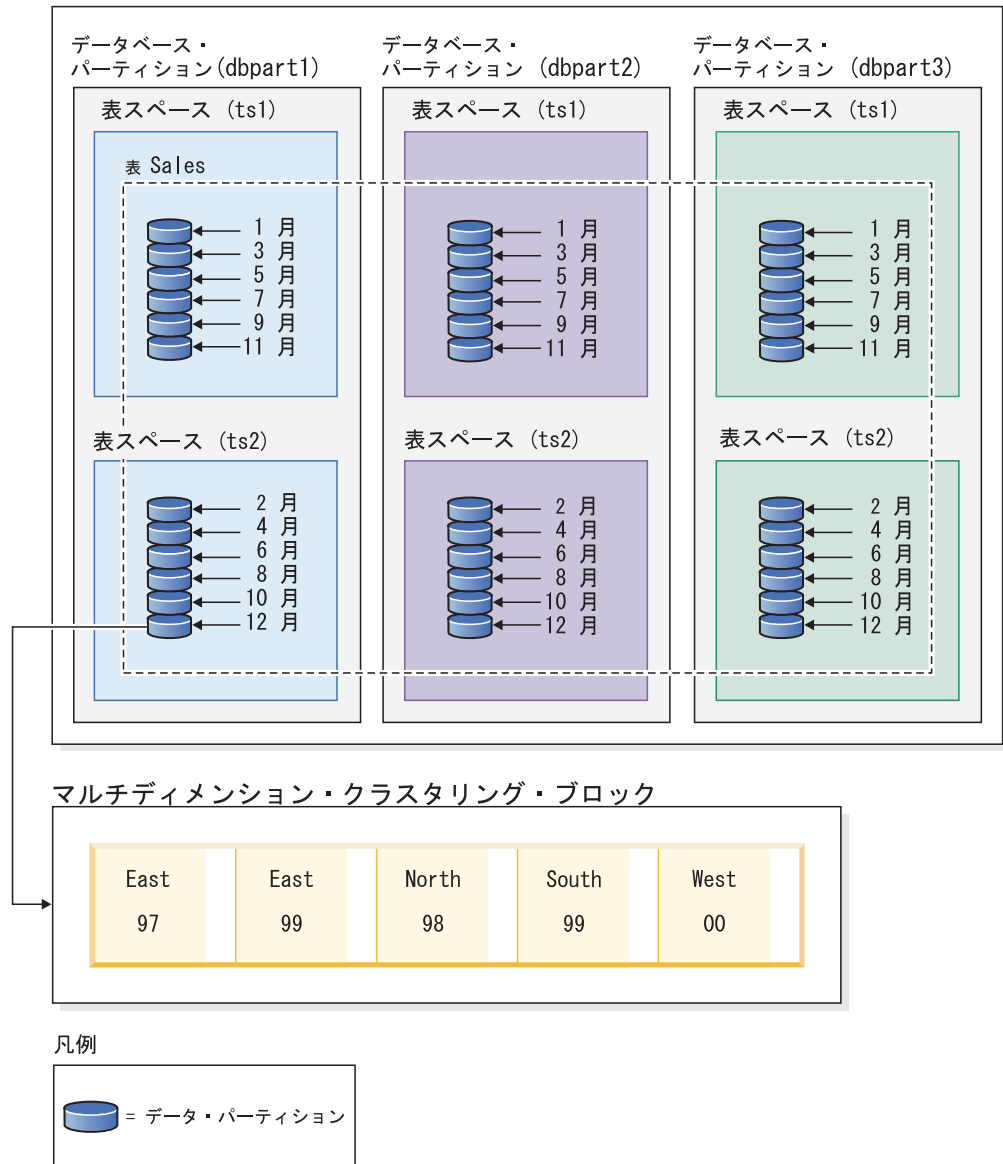 データベース・
パーティション(dbpart1)
データベース・
パーティション (dbpart2)
データベース・
パーティション (dbpart3)
表スペース (ts1)
表スペース (ts1)
表スペース (ts1)
表 Sales
1 月
3 月
5 月
7 月
9 月
11 月
1 月
3 月
5 月
7 月
9 月
11 月
1 月
3 月
5 月
7 月
9 月
11 月
表スペース (ts2)
表スペース (ts2)
表スペース (ts2)
2 月
4 月
6 月
8 月
10 月
12 月
2 月
4 月
6 月
8 月
10 月
12 月
2 月
4 月
6 月
8 月
10 月
12 月
マルチディメンション・クラスタリング・ブロック
East
97
East
99
North
98
South
99
West
00
凡例
= データ・パーティション